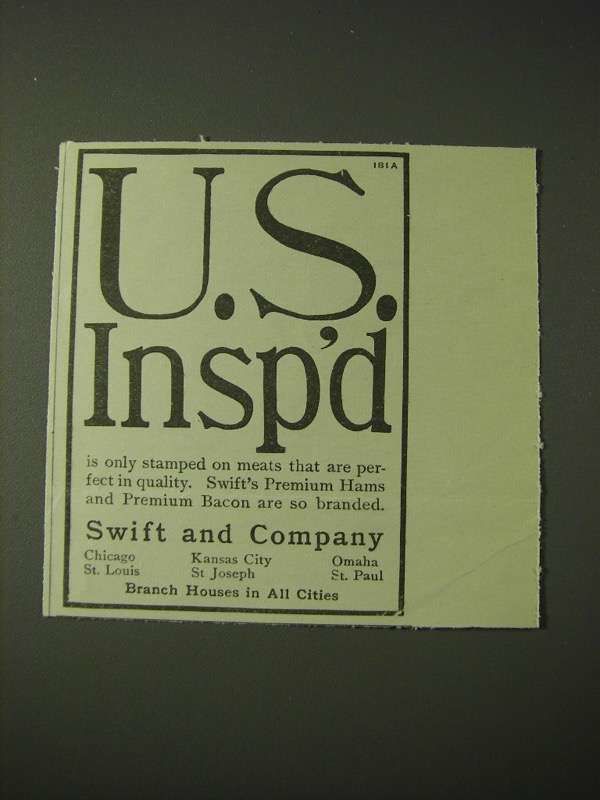 181A
U.S.
Insp'd
is only stamped on meats that are per-
fect in quality. Swift's Premium Hams
and Premium Bacon are so branded.
Swift and Company
Chicago Kansas City Omaha
St. Louis St Joseph St. Paul
Branch Houses in All Cities